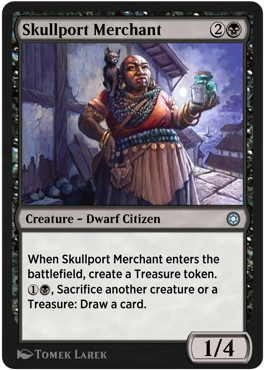 Skullport Merchant 2
Creature – Dwarf Citizen
When Skullport Merchant enters the
battlefield, create a Treasure token.
1, Sacrifice another creature or a
Treasure: Draw a card.
1/4
Tomek Larek